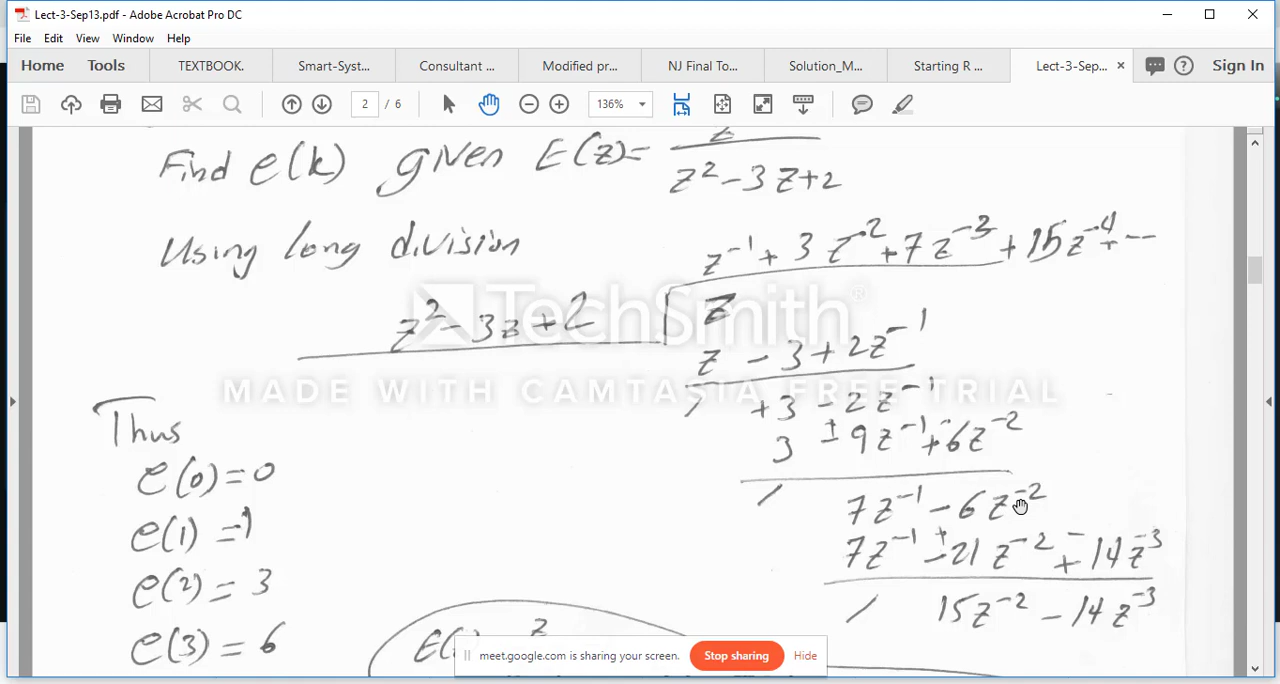 Lect-3-Sep13.pdf - Adobe Acrobat Pro DC
File Edit View Window Help
Home Tools TEXTBOOK. Smart-Syst... Consultant ... Modified pr... NJ Final To... Solution_M... Starting R ... Lect-3-Sep... × Sign In
2 / 6 136%
Find e(k) given E(z)= z / z² - 3z+2
Using long division
z⁻¹ + 3 z⁻² + 7 z⁻³ + 15z⁻⁴ + ---
z² - 3z + 2 z
z - 3 + 2z⁻¹
TechSmith®
MADE WITH CAMTASIA FREE TRIAL
+3 - 2z⁻¹
3 ± 9z⁻¹ + 6z⁻²
Thus
e(0) = 0
7z⁻¹ - 6z⁻²
e(1) = 1
7z⁻¹ - 21 z⁻² + 14z⁻³
e(2) = 3
15z⁻² - 14z⁻³
e(3) = 6
z
meet.google.com is sharing your screen. Stop sharing Hide